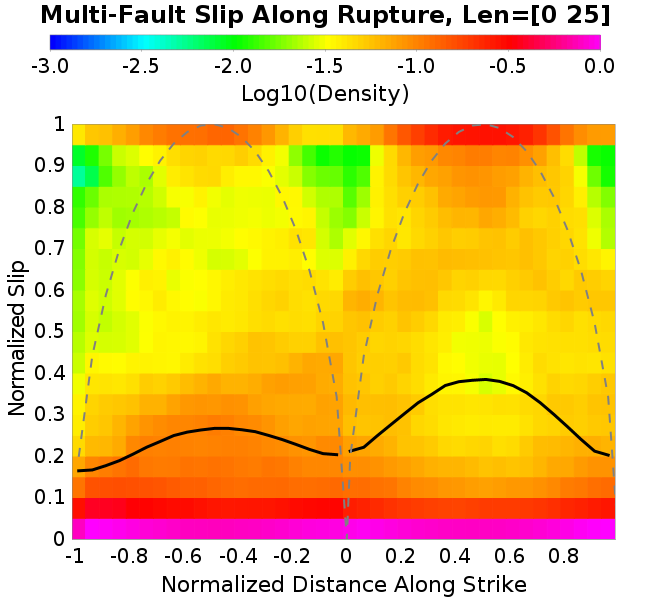 Multi-Fault Slip Along Rupture, Len=[0 25]
-3.0 -2.5 -2.0 -1.5 -1.0 -0.5 0.0
Log10(Density)
1
0.9
0.8
0.7
0.6
0.5
0.4
0.3
0.2
0.1
0
Normalized Slip
-1 -0.8 -0.6 -0.4 -0.2 0 0.2 0.4 0.6 0.8
Normalized Distance Along Strike